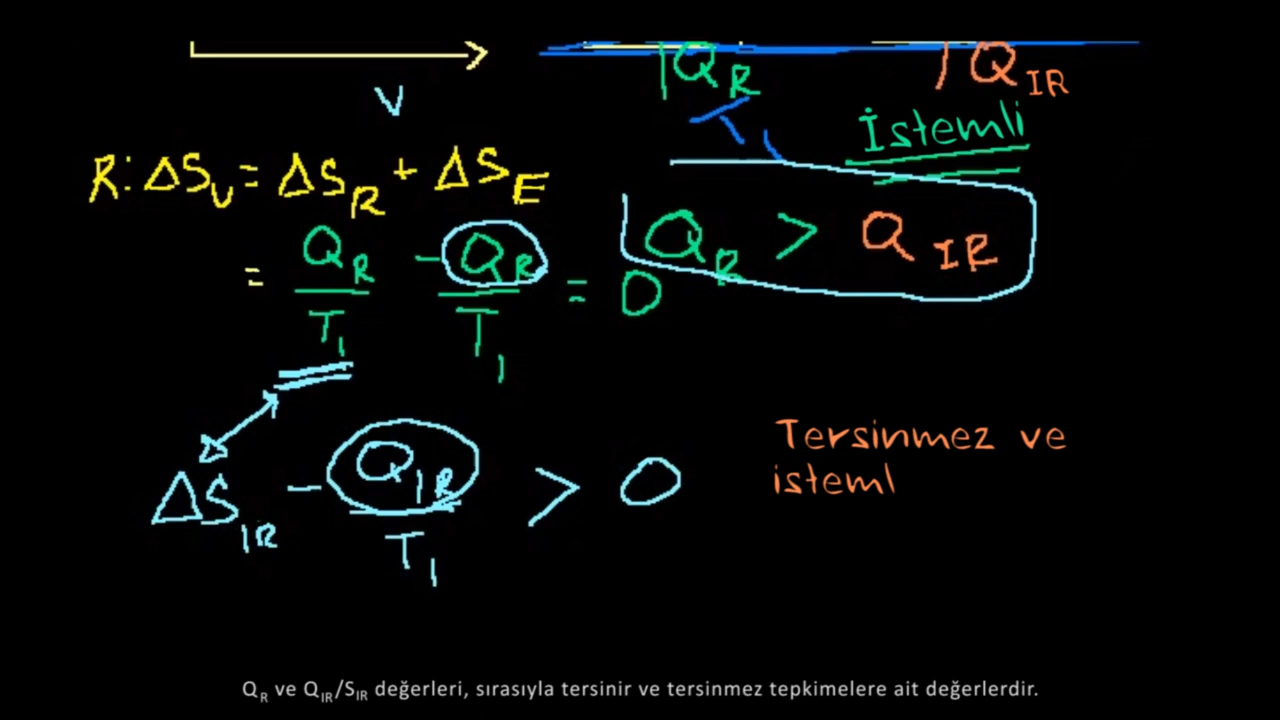 V
|Q_R
|Q_IR
T_1
İstemli
R: ΔS_U = ΔS_R + ΔS_E
Q_R > Q_IR
= Q_R/T_1 - Q_R/T_1 = 0
ΔS_IR - Q_IR/T_1 > 0
Tersinmez ve
isteml
Q_R ve Q_IR/S_IR değerleri, sırasıyla tersinir ve tersinmez tepkimelere ait değerlerdir.